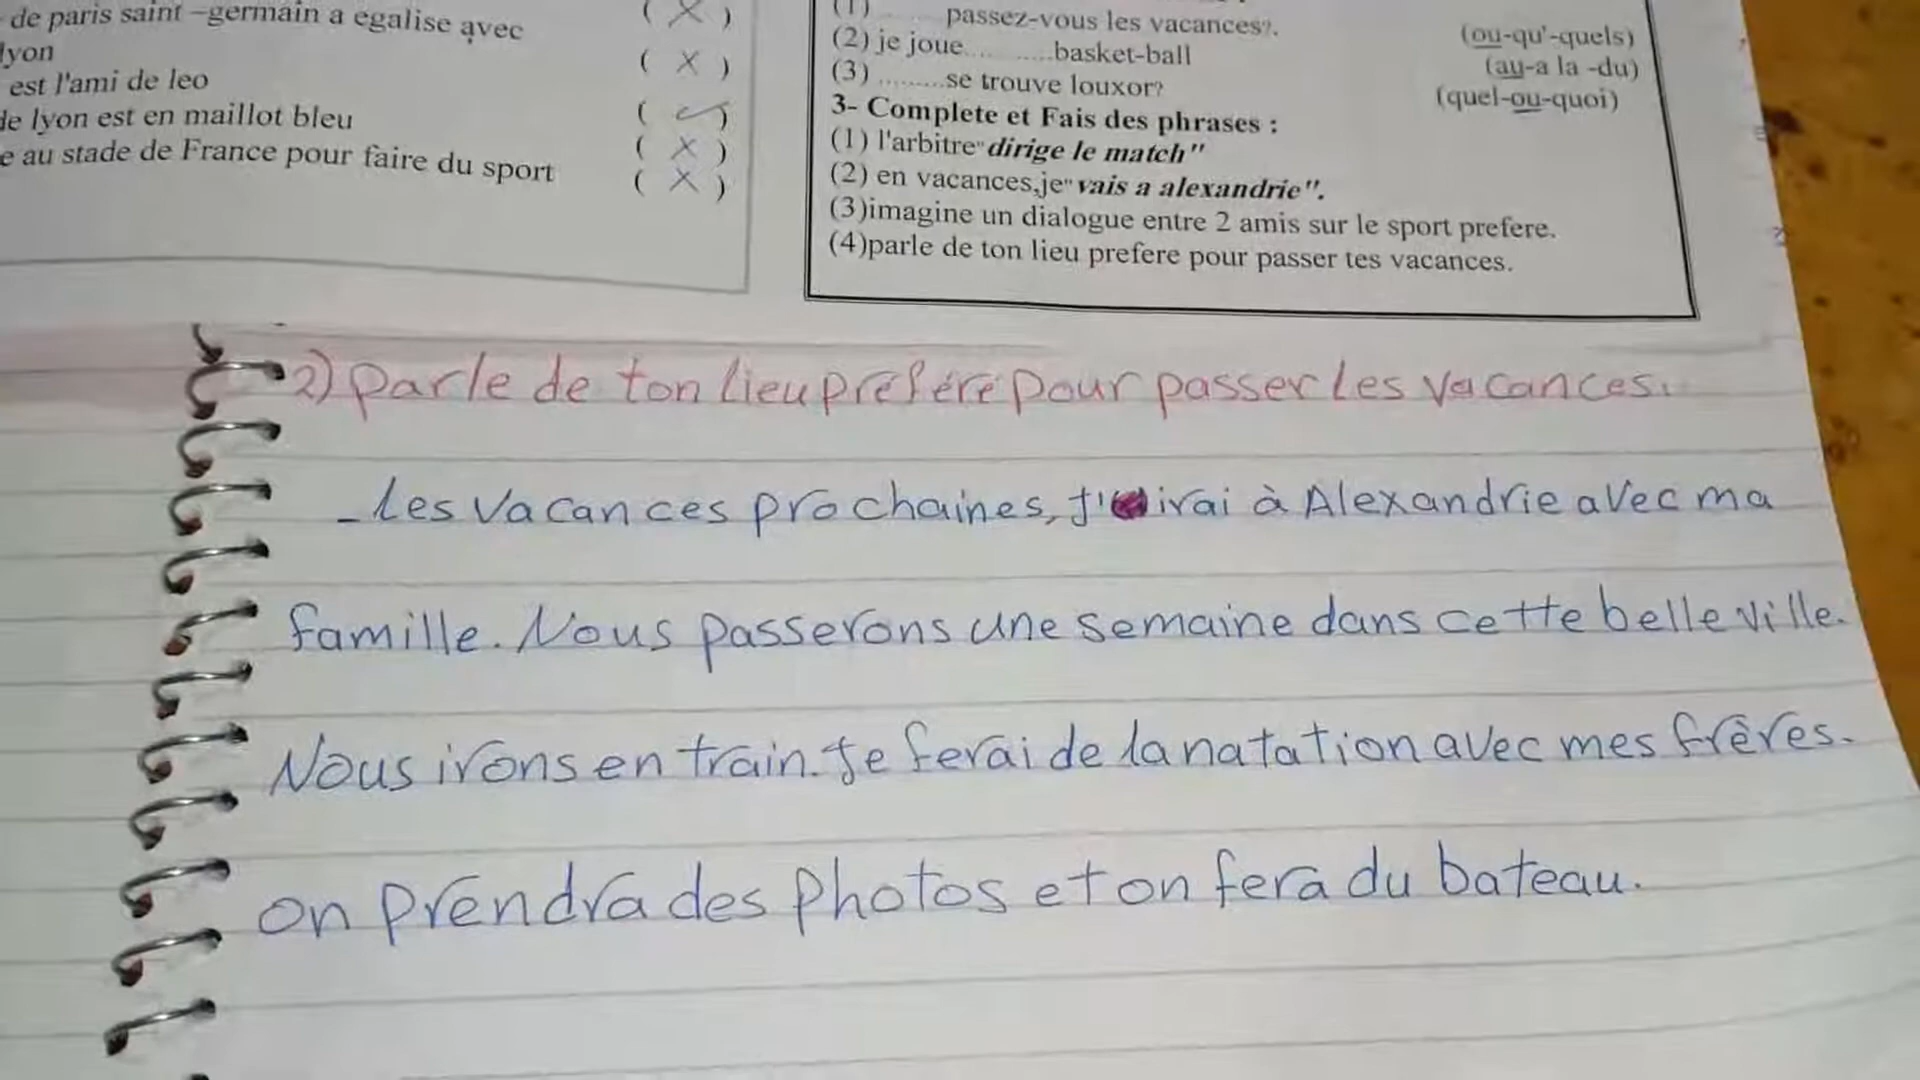 de paris saint –germain a egalise avec
lyon
est l'ami de leo
de lyon est en maillot bleu
e au stade de France pour faire du sport
( X )
( X )
( ✓ )
( X )
( X )
(1) ...... passez-vous les vacances?. (ou-qu'-quels)
(2) je joue............basket-ball (au-a la -du)
(3) .........se trouve louxor? (quel-ou-quoi)
3- Complete et Fais des phrases :
(1) l'arbitre"dirige le match"
(2) en vacances,je"vais a alexandrie".
(3)imagine un dialogue entre 2 amis sur le sport prefere.
(4)parle de ton lieu prefere pour passer tes vacances.
2) parle de ton lieu préféré pour passer les vacances.
- les vacances prochaines, j'irai à Alexandrie avec ma
famille. Nous passerons une semaine dans cette belle ville.
Nous irons en train. je ferai de la natation avec mes frères.
on prendra des photos et on fera du bateau.